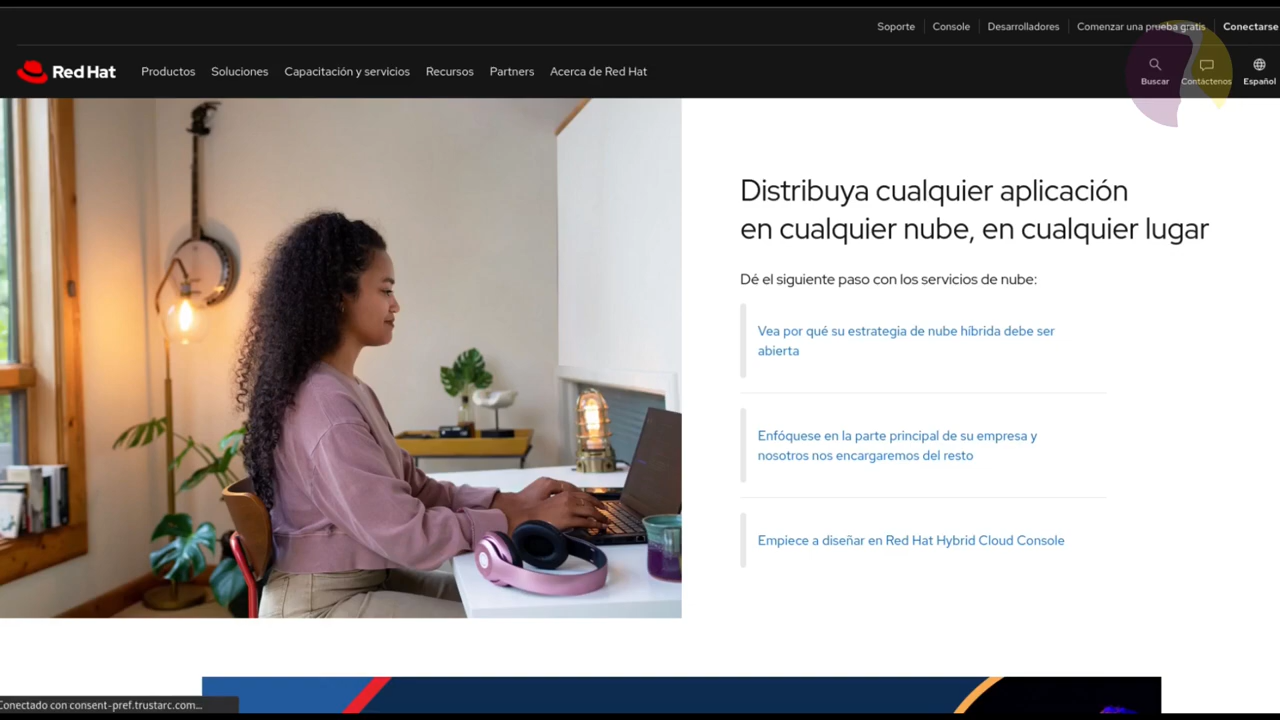 Soporte
Console
Desarrolladores
Comenzar una prueba gratis
Conectarse
Red Hat
Productos
Soluciones
Capacitación y servicios
Recursos
Partners
Acerca de Red Hat
Buscar
Contáctenos
Español
Distribuya cualquier aplicación
en cualquier nube, en cualquier lugar
Dé el siguiente paso con los servicios de nube:
Vea por qué su estrategia de nube híbrida debe ser
abierta
Enfóquese en la parte principal de su empresa y
nosotros nos encargaremos del resto
Empiece a diseñar en Red Hat Hybrid Cloud Console
Conectado con consent-pref.trustarc.com...